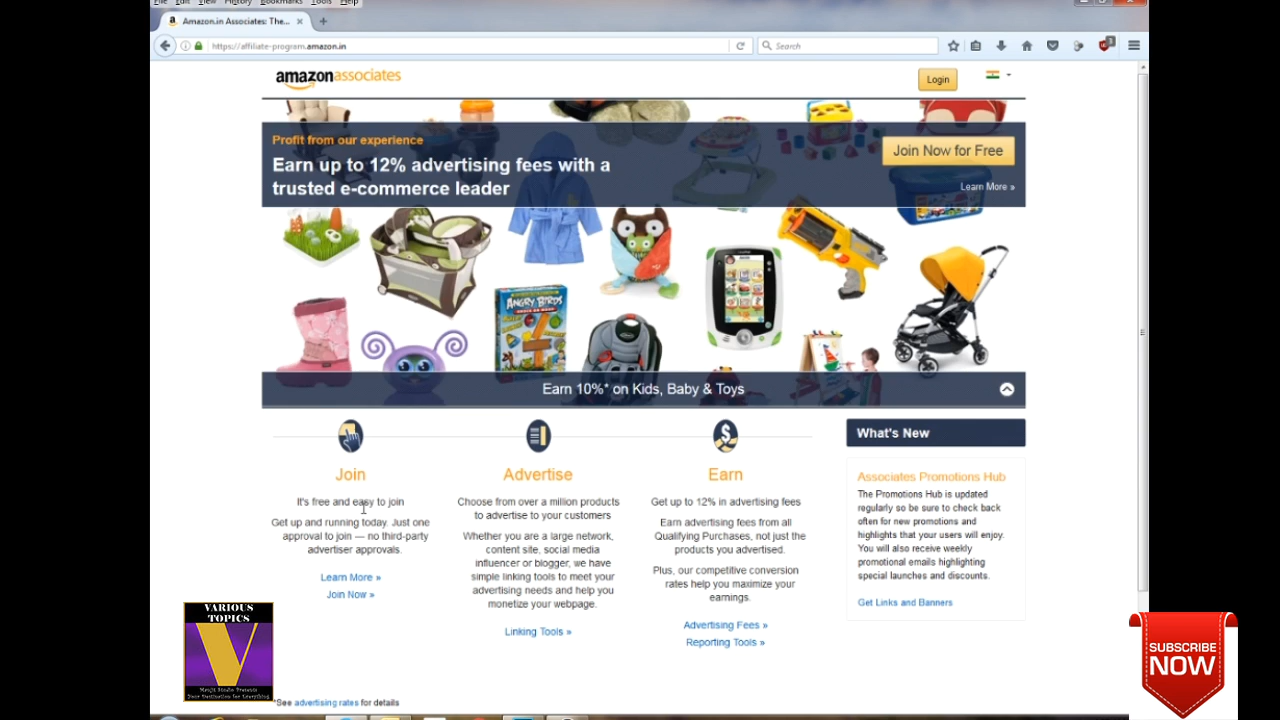 File Edit View History Bookmarks Tools Help
Amazon.in Associates: The...
https://affiliate-program.amazon.in
Search
3
amazonassociates
Login
Profit from our experience
Earn up to 12% advertising fees with a
trusted e-commerce leader
Join Now for Free
Learn More »
ANGRY BIRDS
Earn 10%* on Kids, Baby & Toys
Join
It's free and easy to join
Get up and running today. Just one
approval to join — no third-party
advertiser approvals.
Learn More »
Join Now »
Advertise
Choose from over a million products
to advertise to your customers
Whether you are a large network,
content site, social media
influencer or blogger, we have
simple linking tools to meet your
advertising needs and help you
monetize your webpage.
Linking Tools »
Earn
Get up to 12% in advertising fees
Earn advertising fees from all
Qualifying Purchases, not just the
products you advertised.
Plus, our competitive conversion
rates help you maximize your
earnings.
Advertising Fees »
Reporting Tools »
What's New
Associates Promotions Hub
The Promotions Hub is updated
regularly so be sure to check back
often for new promotions and
highlights that your users will enjoy.
You will also receive weekly
promotional emails highlighting
special launches and discounts.
Get Links and Banners
VARIOUS
TOPICS
V
Your Destination for Everything
*See advertising rates for details
SUBSCRIBE
NOW